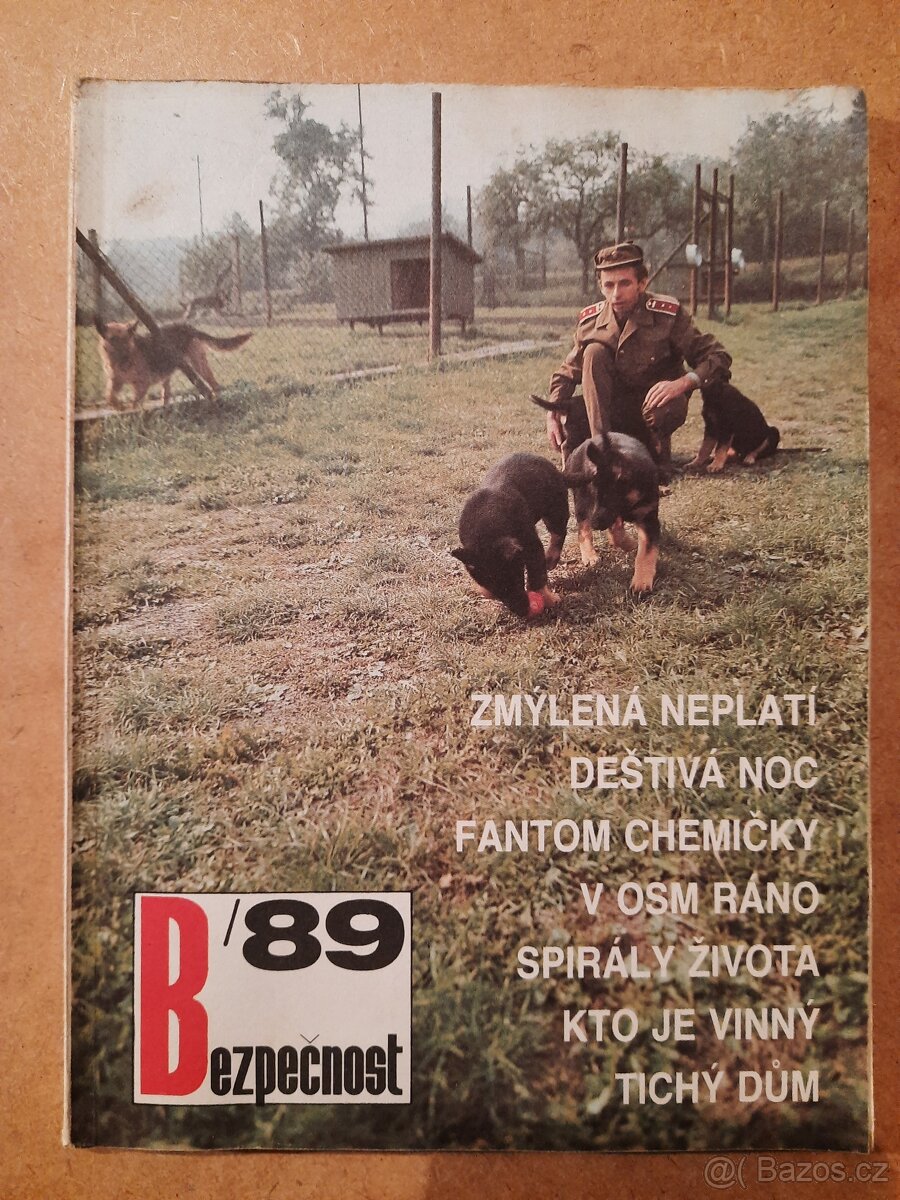 ZMÝLENÁ NEPLATÍ
DEŠTIVÁ NOC
FANTOM CHEMIČKY
V OSM RÁNO
SPIRÁLY ŽIVOTA
KTO JE VINNÝ
TICHÝ DŮM
/89
Bezpečnost
@( Bazos.cz